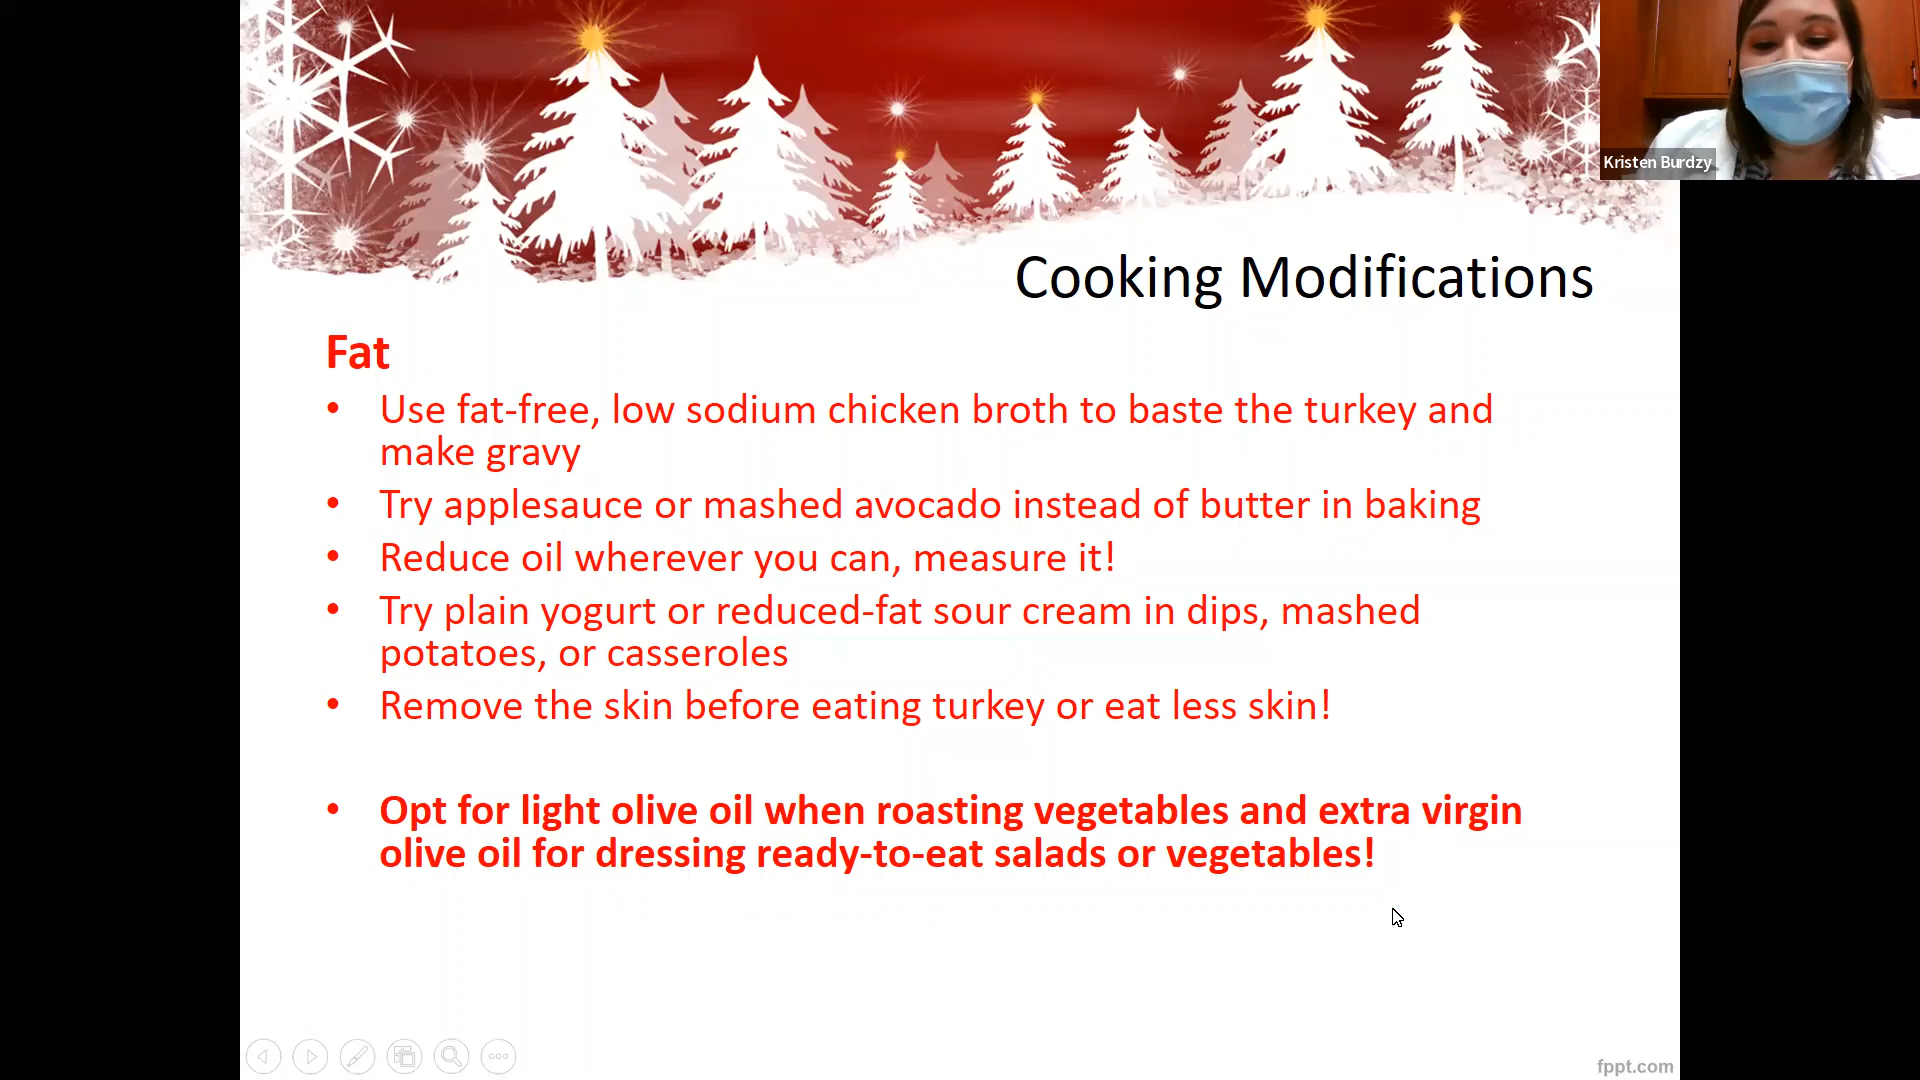 Kristen Burdzy
Cooking Modifications
Fat
• Use fat-free, low sodium chicken broth to baste the turkey and
make gravy
• Try applesauce or mashed avocado instead of butter in baking
• Reduce oil wherever you can, measure it!
• Try plain yogurt or reduced-fat sour cream in dips, mashed
potatoes, or casseroles
• Remove the skin before eating turkey or eat less skin!
• Opt for light olive oil when roasting vegetables and extra virgin
olive oil for dressing ready-to-eat salads or vegetables!
fppt.com